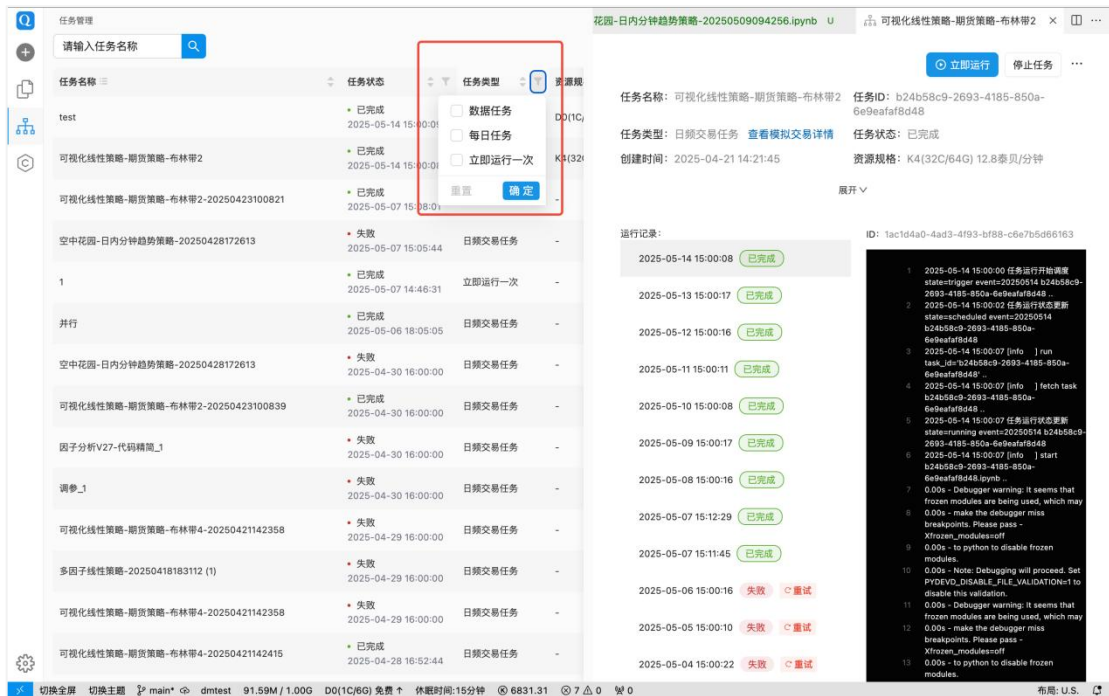 任务管理
花园-日内分钟趋势策略-20250509094256.ipynb U
可视化线性策略-期货策略-布林带2
请输入任务名称
任务名称
任务状态
任务类型
资源规
test
已完成
2025-05-14 15:00:0
D0(1C/
可视化线性策略-期货策略-布林带2
已完成
2025-05-14 15:00:0
K4(32
可视化线性策略-期货策略-布林带2-20250423100821
已完成
2025-05-07 15:08:01
-
数据任务
每日任务
立即运行一次
重置
确定
空中花园-日内分钟趋势策略-20250428172613
失败
2025-05-07 15:05:44
日频交易任务
-
1
已完成
2025-05-07 14:46:31
立即运行一次
-
并行
已完成
2025-05-06 18:05:05
日频交易任务
-
空中花园-日内分钟趋势策略-20250428172613
失败
2025-04-30 16:00:00
日频交易任务
-
可视化线性策略-期货策略-布林带2-20250423100839
已完成
2025-04-30 16:00:00
日频交易任务
-
因子分析V27-代码精简_1
失败
2025-04-30 16:00:00
日频交易任务
-
调参_1
失败
2025-04-30 16:00:00
日频交易任务
-
可视化线性策略-期货策略-布林带4-20250421142358
失败
2025-04-29 16:00:00
日频交易任务
-
多因子线性策略-20250418183112 (1)
失败
2025-04-29 16:00:00
日频交易任务
-
可视化线性策略-期货策略-布林带4-20250421142358
失败
2025-04-29 16:00:00
日频交易任务
-
可视化线性策略-期货策略-布林带4-20250421142415
已完成
2025-04-28 16:52:44
日频交易任务
-
立即运行
停止任务
任务名称: 可视化线性策略-期货策略-布林带2
任务ID: b24b58c9-2693-4185-850a-
6e9eafaf8d48
任务类型: 日频交易任务 查看模拟交易详情
任务状态: 已完成
创建时间: 2025-04-21 14:21:45
资源规格: K4(32C/64G) 12.8泰贝/分钟
展开
运行记录:
2025-05-14 15:00:08 已完成
2025-05-13 15:00:17 已完成
2025-05-12 15:00:16 已完成
2025-05-11 15:00:11 已完成
2025-05-10 15:00:08 已完成
2025-05-09 15:00:17 已完成
2025-05-08 15:00:16 已完成
2025-05-07 15:12:29 已完成
2025-05-07 15:11:45 已完成
2025-05-06 15:00:16 失败 重试
2025-05-05 15:00:10 失败 重试
2025-05-04 15:00:22 失败 重试
ID: 1ac1d4a0-4ad3-4f93-bf88-c6e7b5d66163
1 2025-05-14 15:00:00 任务运行开始调度
state=trigger event=20250514 b24b58c9-
2693-4185-850a-6e9eafaf8d48 ..
2 2025-05-14 15:00:02 任务运行状态更新
state=scheduled event=20250514
b24b58c9-2693-4185-850a-
6e9eafaf8d48
3 2025-05-14 15:00:07 [info ] run
task_id='b24b58c9-2693-4185-850a-
6e9eafaf8d48' ..
4 2025-05-14 15:00:07 [info ] fetch task
b24b58c9-2693-4185-850a-
6e9eafaf8d48 ..
5 2025-05-14 15:00:07 任务运行状态更新
state=running event=20250514 b24b58c9-
2693-4185-850a-6e9eafaf8d48
6 2025-05-14 15:00:07 [info ] start
b24b58c9-2693-4185-850a-
6e9eafaf8d48.ipynb ..
7 0.00s - Debugger warning: It seems that
frozen modules are being used, which may
8 0.00s - make the debugger miss
breakpoints. Please pass -
Xfrozen_modules=off
9 0.00s - to python to disable frozen
modules.
10 0.00s - Note: Debugging will proceed. Set
PYDEVD_DISABLE_FILE_VALIDATION=1 to
disable this validation.
11 0.00s - Debugger warning: It seems that
frozen modules are being used, which may
12 0.00s - make the debugger miss
breakpoints. Please pass -
Xfrozen_modules=off
13 0.00s - to python to disable frozen
modules.
切换全屏 切换主题 main* dmtest 91.59M / 1.00G D0(1C/6G) 免费 ↑ 休眠时间:15分钟 6831.31 7 0 0 布局: U.S.